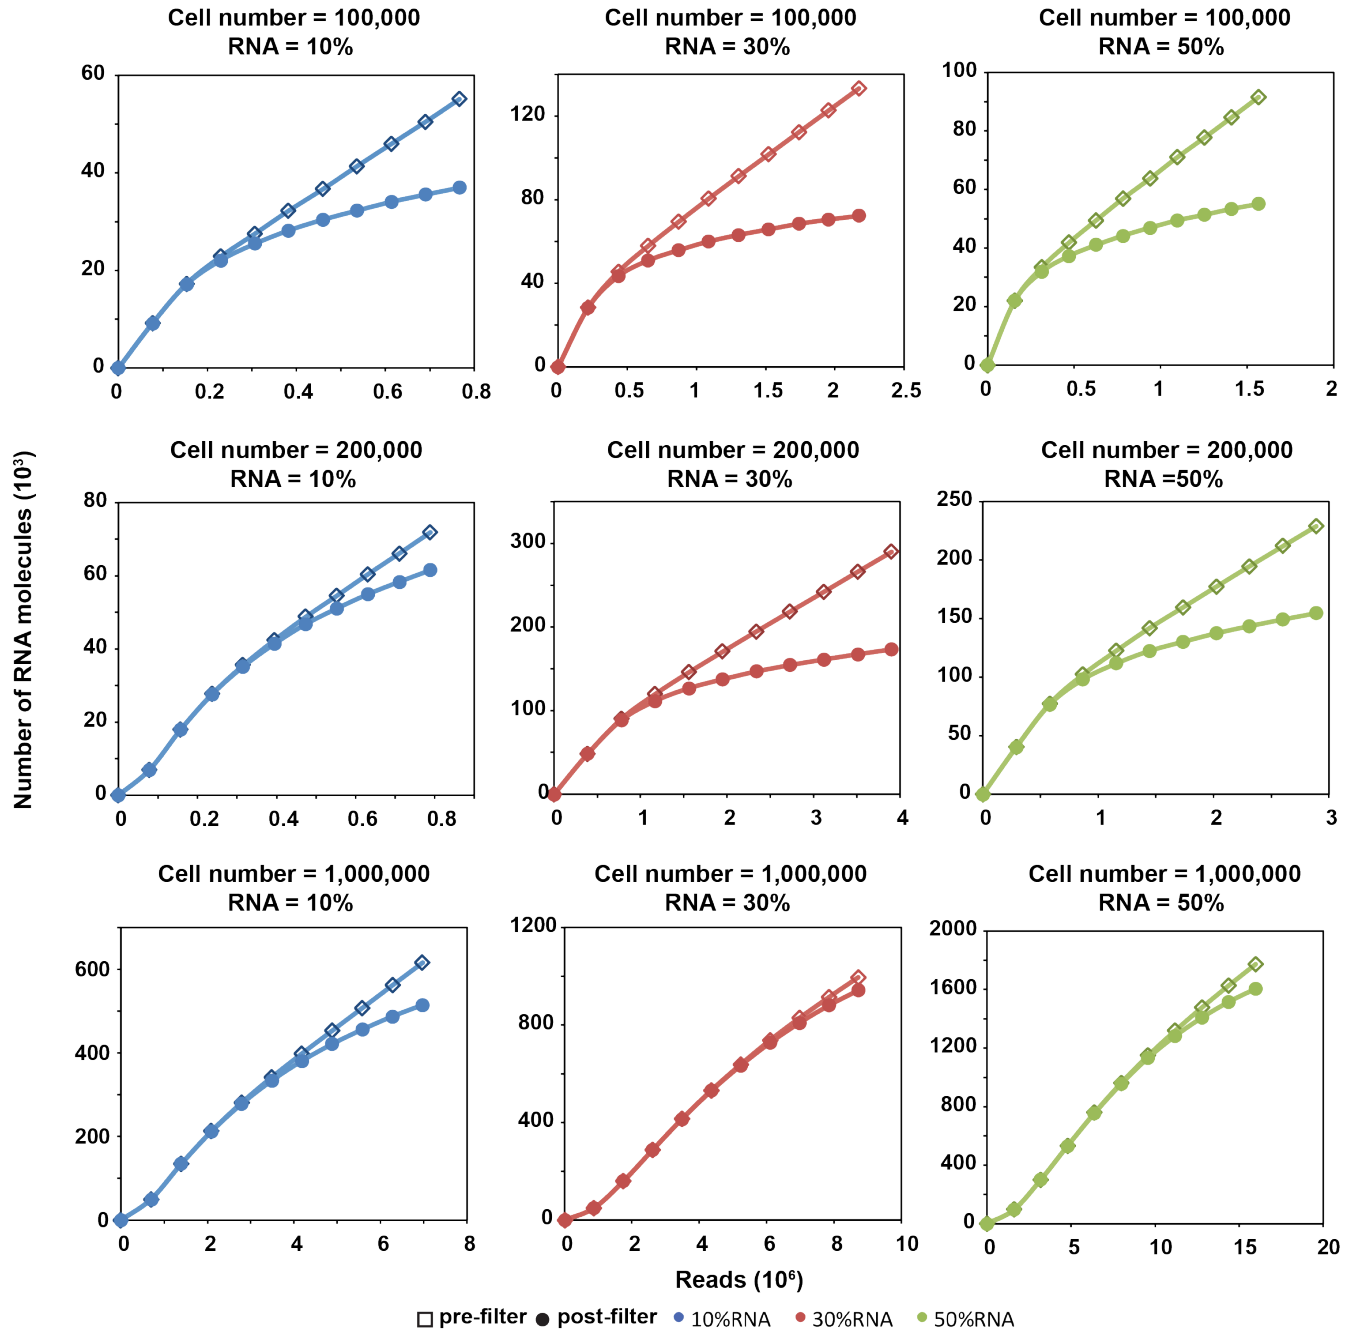 Cell number = 100,000
RNA = 10%
Cell number = 100,000
RNA = 30%
Cell number = 100,000
RNA = 50%
60
40
20
0
0 0.2 0.4 0.6 0.8
120
80
40
0
0 0.5 1 1.5 2 2.5
100
80
60
40
20
0
0 0.5 1 1.5 2
Number of RNA molecules (10³)
Cell number = 200,000
RNA = 10%
Cell number = 200,000
RNA = 30%
Cell number = 200,000
RNA =50%
80
60
40
20
0
0 0.2 0.4 0.6 0.8
300
200
100
0
0 1 2 3 4
250
200
150
100
50
0
0 1 2 3
Cell number = 1,000,000
RNA = 10%
Cell number = 1,000,000
RNA = 30%
Cell number = 1,000,000
RNA = 50%
600
400
200
0
0 2 4 6 8
1200
800
400
0
0 2 4 6 8 10
2000
1600
1200
800
400
0
0 5 10 15 20
Reads (10⁶)
pre-filter post-filter 10%RNA 30%RNA 50%RNA